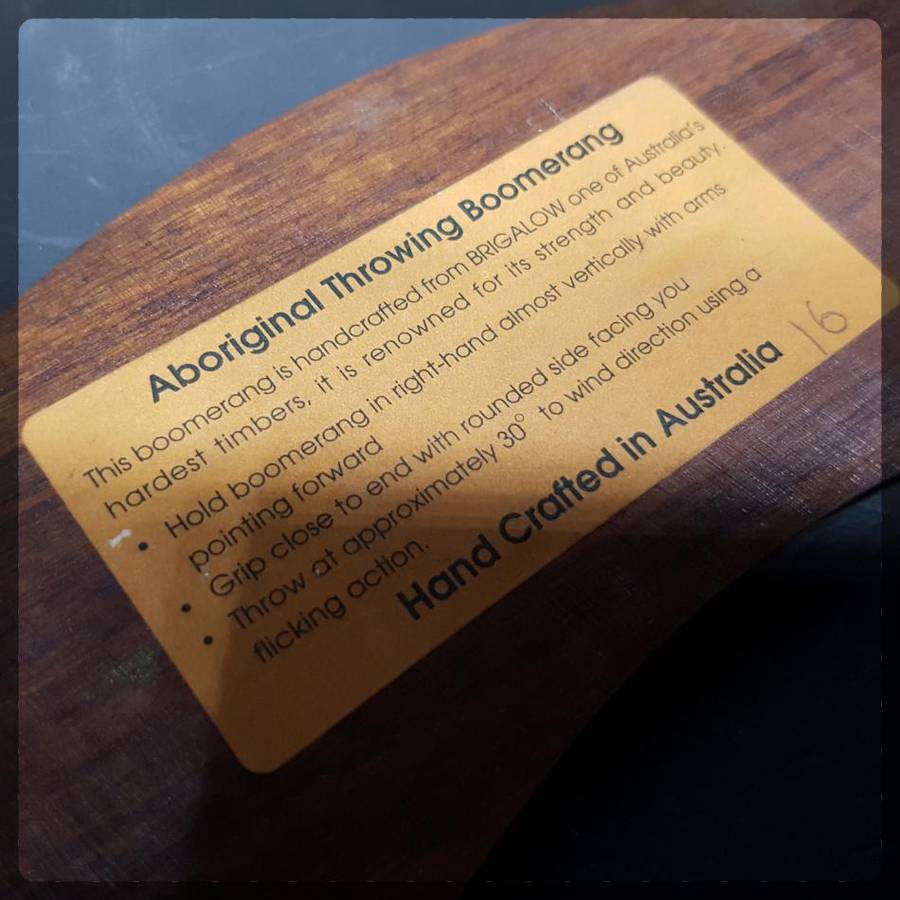 Aboriginal Throwing Boomerang
This boomerang is handcrafted from BRIGALOW one of Australia's
hardest timbers, it is renowned for its strength and beauty.
• Hold boomerang in right-hand almost vertically with arms
pointing forward
• Grip close to end with rounded side facing you
• Throw at approximately 30° to wind direction using a
flicking action.
Hand Crafted in Australia
16